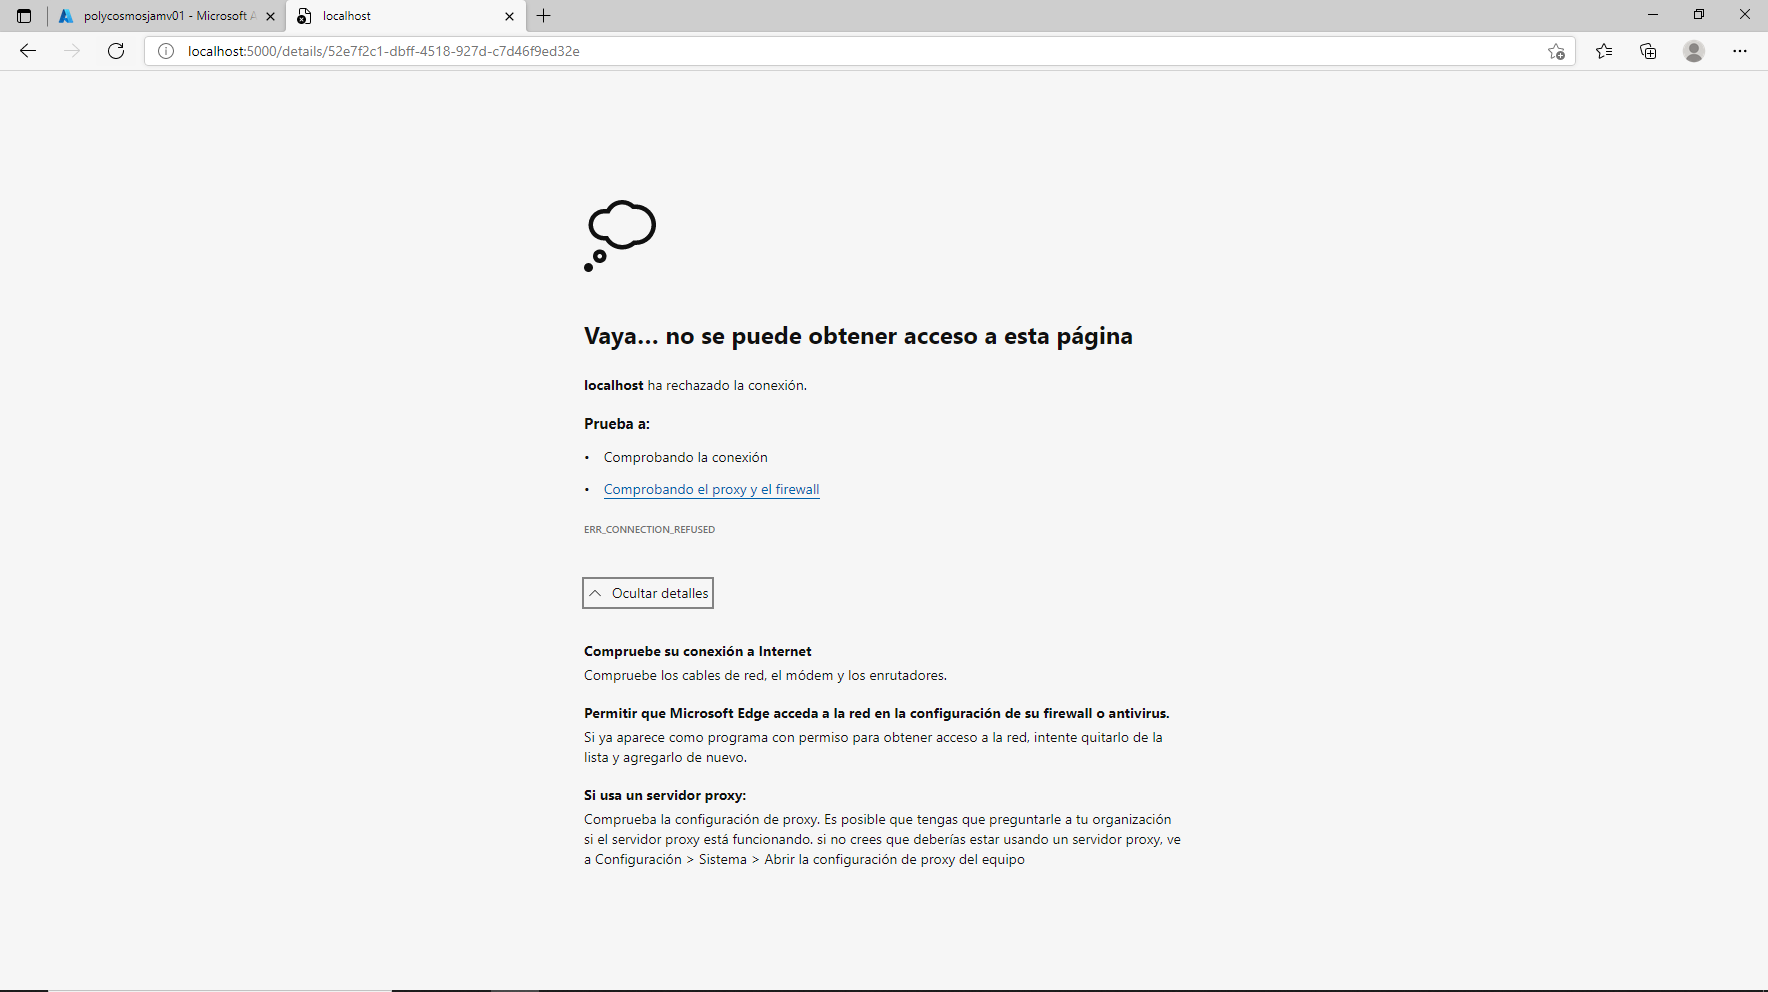 polycosmosjamv01 - Microsoft A
localhost
localhost:5000/details/52e7f2c1-dbff-4518-927d-c7d46f9ed32e
Vaya... no se puede obtener acceso a esta página
localhost ha rechazado la conexión.
Prueba a:
• Comprobando la conexión
• Comprobando el proxy y el firewall
ERR_CONNECTION_REFUSED
Ocultar detalles
Compruebe su conexión a Internet
Compruebe los cables de red, el módem y los enrutadores.
Permitir que Microsoft Edge acceda a la red en la configuración de su firewall o antivirus.
Si ya aparece como programa con permiso para obtener acceso a la red, intente quitarlo de la
lista y agregarlo de nuevo.
Si usa un servidor proxy:
Comprueba la configuración de proxy. Es posible que tengas que preguntarle a tu organización
si el servidor proxy está funcionando. si no crees que deberías estar usando un servidor proxy, ve
a Configuración > Sistema > Abrir la configuración de proxy del equipo